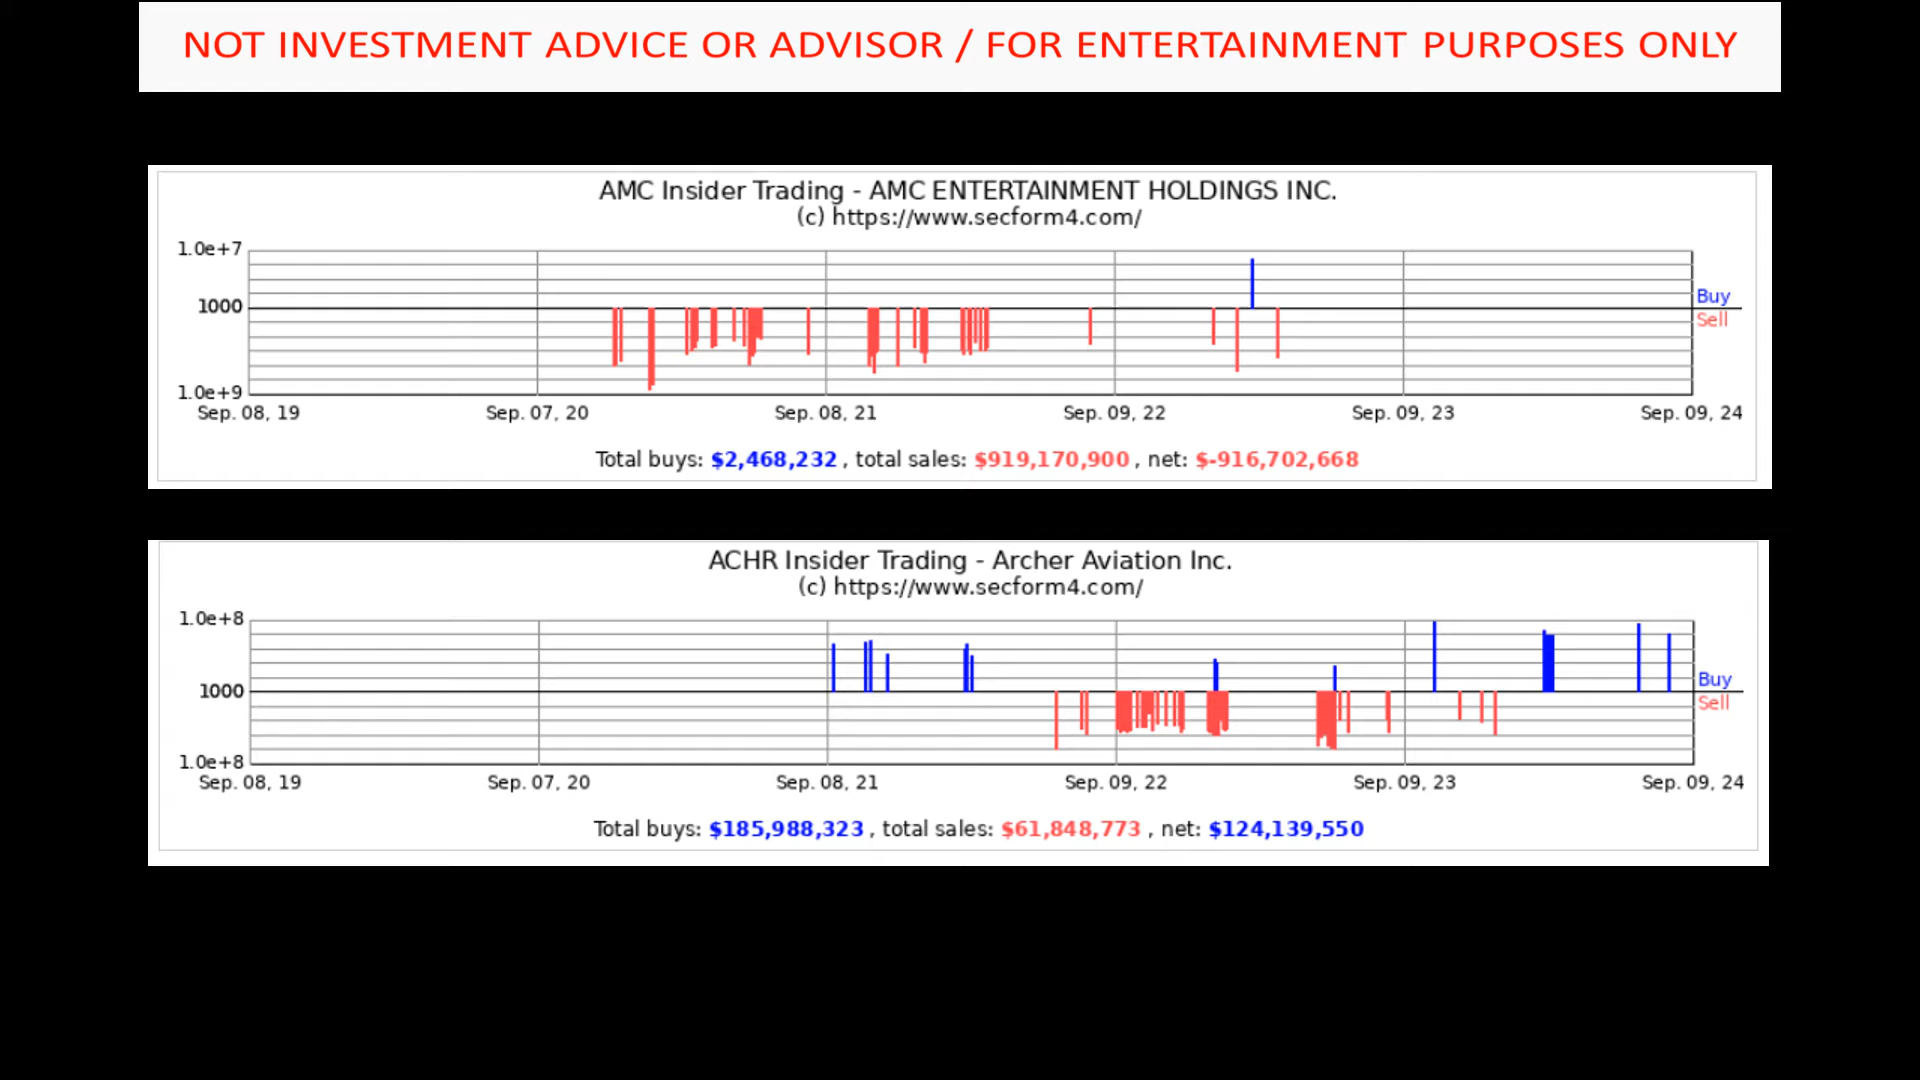 NOT INVESTMENT ADVICE OR ADVISOR / FOR ENTERTAINMENT PURPOSES ONLY
AMC Insider Trading - AMC ENTERTAINMENT HOLDINGS INC.
(c) https://www.secform4.com/
1.0e+7
1000
Buy
Sell
1.0e+9
Sep. 08, 19 Sep. 07, 20 Sep. 08, 21 Sep. 09, 22 Sep. 09, 23 Sep. 09, 24
Total buys: $2,468,232 , total sales: $919,170,900 , net: $-916,702,668
ACHR Insider Trading - Archer Aviation Inc.
(c) https://www.secform4.com/
1.0e+8
1000
Buy
Sell
1.0e+8
Sep. 08, 19 Sep. 07, 20 Sep. 08, 21 Sep. 09, 22 Sep. 09, 23 Sep. 09, 24
Total buys: $185,988,323 , total sales: $61,848,773 , net: $124,139,550